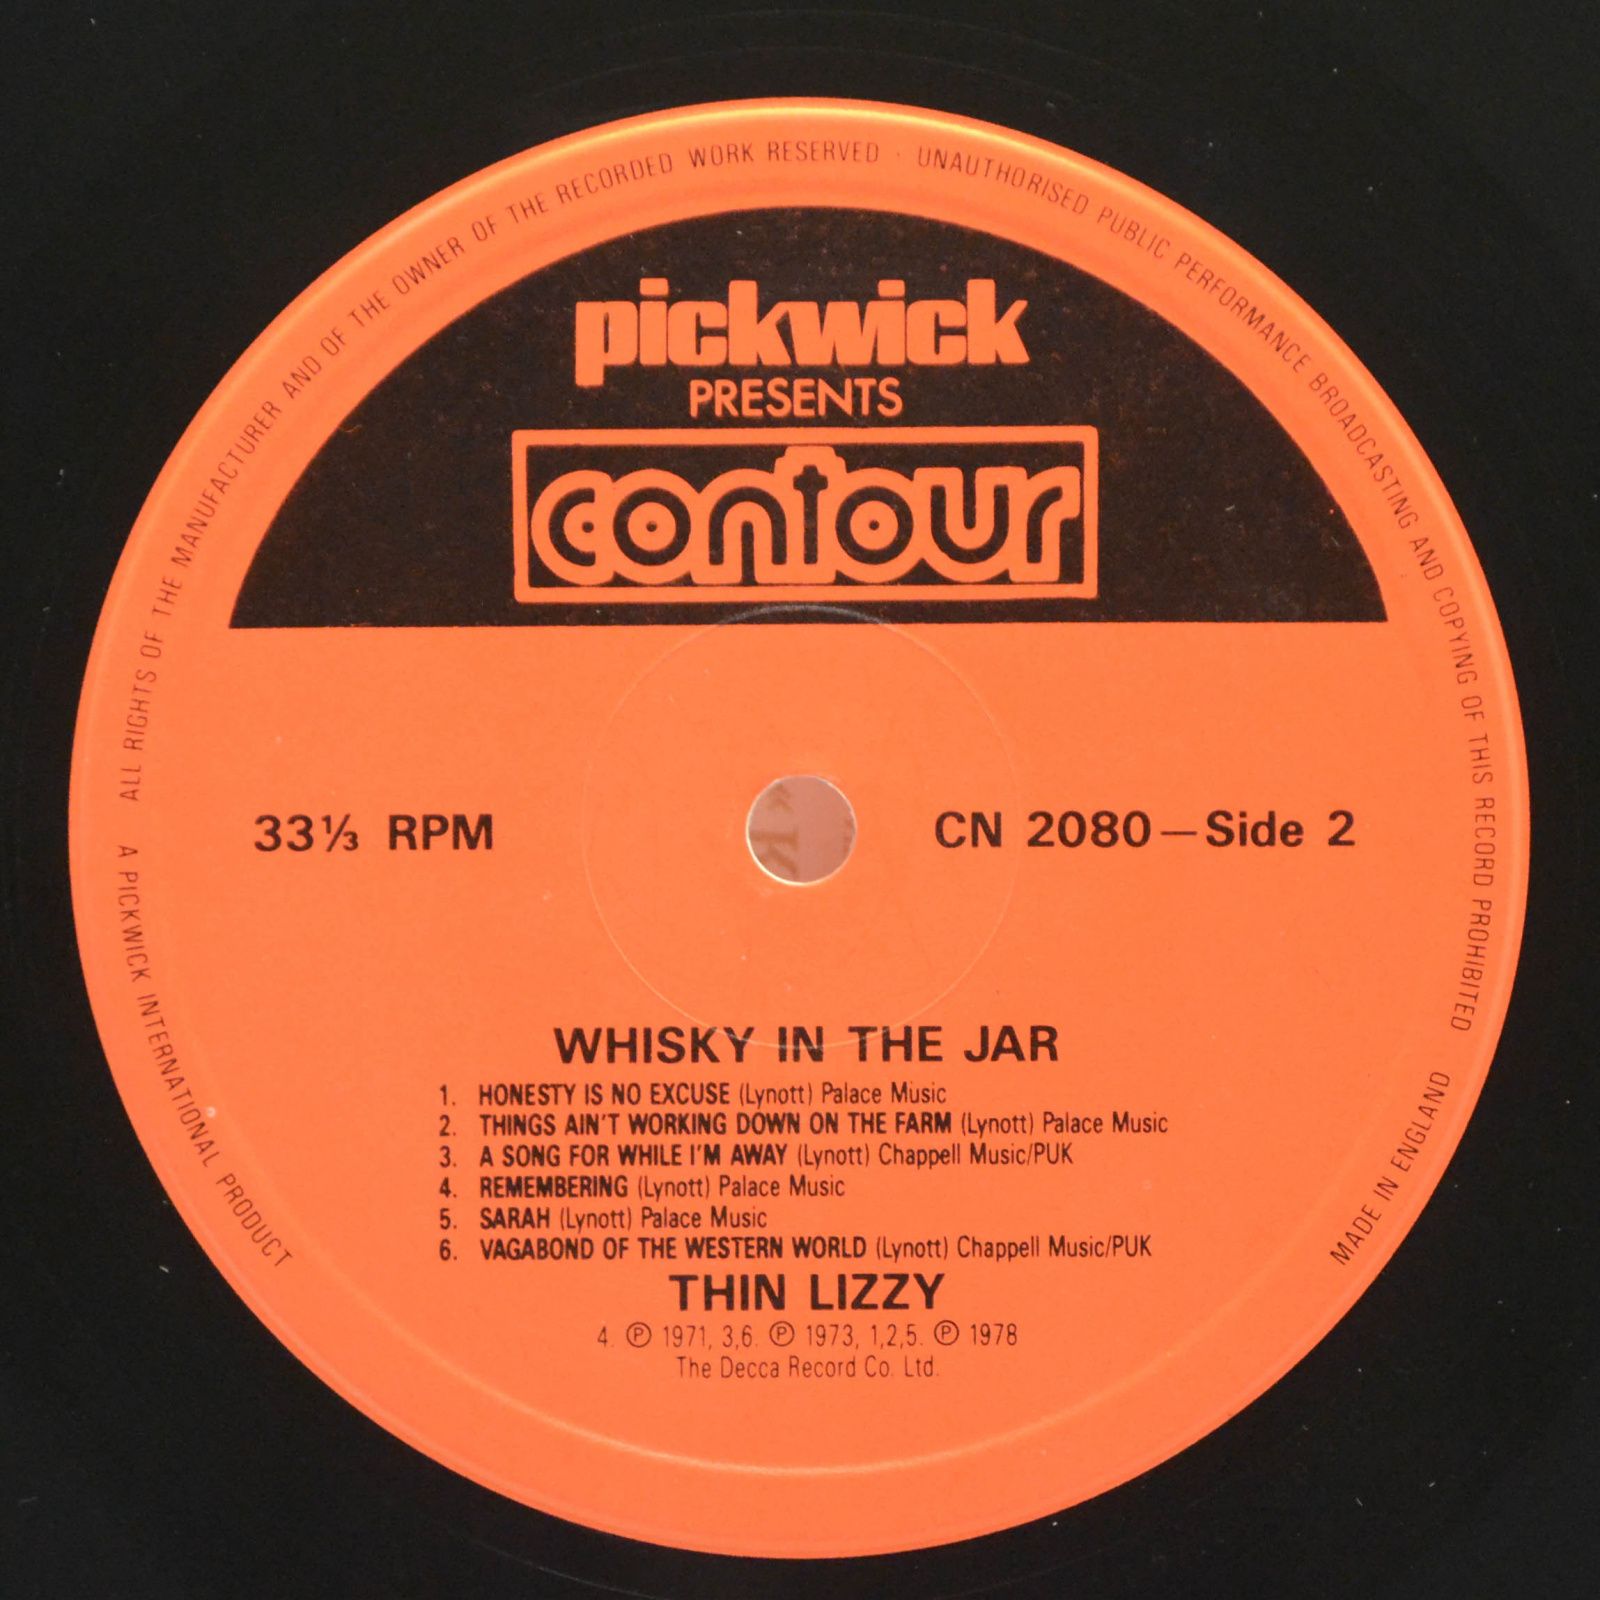 ALL RIGHTS OF THE MANUFACTURER AND OF THE OWNER OF THE RECORDED WORK RESERVED · UNAUTHORISED PUBLIC PERFORMANCE BROADCASTING AND COPYING OF THIS RECORD PROHIBITED
pickwick
PRESENTS
contour
33⅓ RPM
CN 2080—Side 2
WHISKY IN THE JAR
1. HONESTY IS NO EXCUSE (Lynott) Palace Music
2. THINGS AIN'T WORKING DOWN ON THE FARM (Lynott) Palace Music
3. A SONG FOR WHILE I'M AWAY (Lynott) Chappell Music/PUK
4. REMEMBERING (Lynott) Palace Music
5. SARAH (Lynott) Palace Music
6. VAGABOND OF THE WESTERN WORLD (Lynott) Chappell Music/PUK
THIN LIZZY
4. ℗ 1971, 3,6. ℗ 1973, 1,2,5. ℗ 1978
The Decca Record Co. Ltd.
A PICKWICK INTERNATIONAL PRODUCT
MADE IN ENGLAND